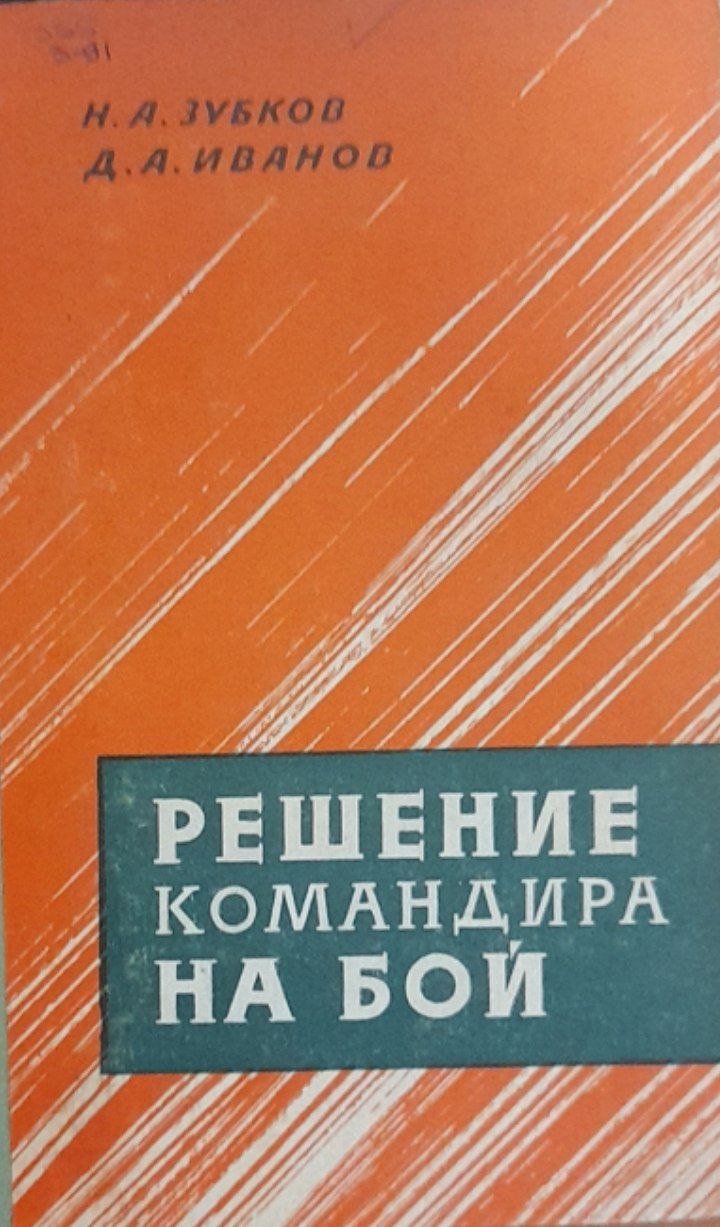 Н. А. ЗУБКОВ
Д. А. ИВАНОВ
РЕШЕНИЕ
КОМАНДИРА
НА БОЙ